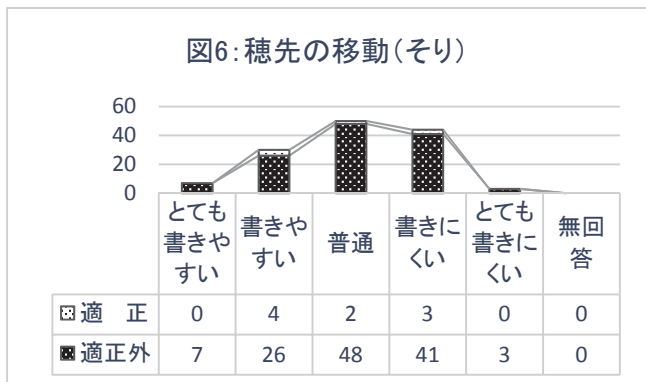 図6：穂先の移動（そり）
60
40
20
0
とても書きやすい 書きやすい 普通 書きにくい とても書きにくい 無回答
適　正 0 4 2 3 0 0
適正外 7 26 48 41 3 0